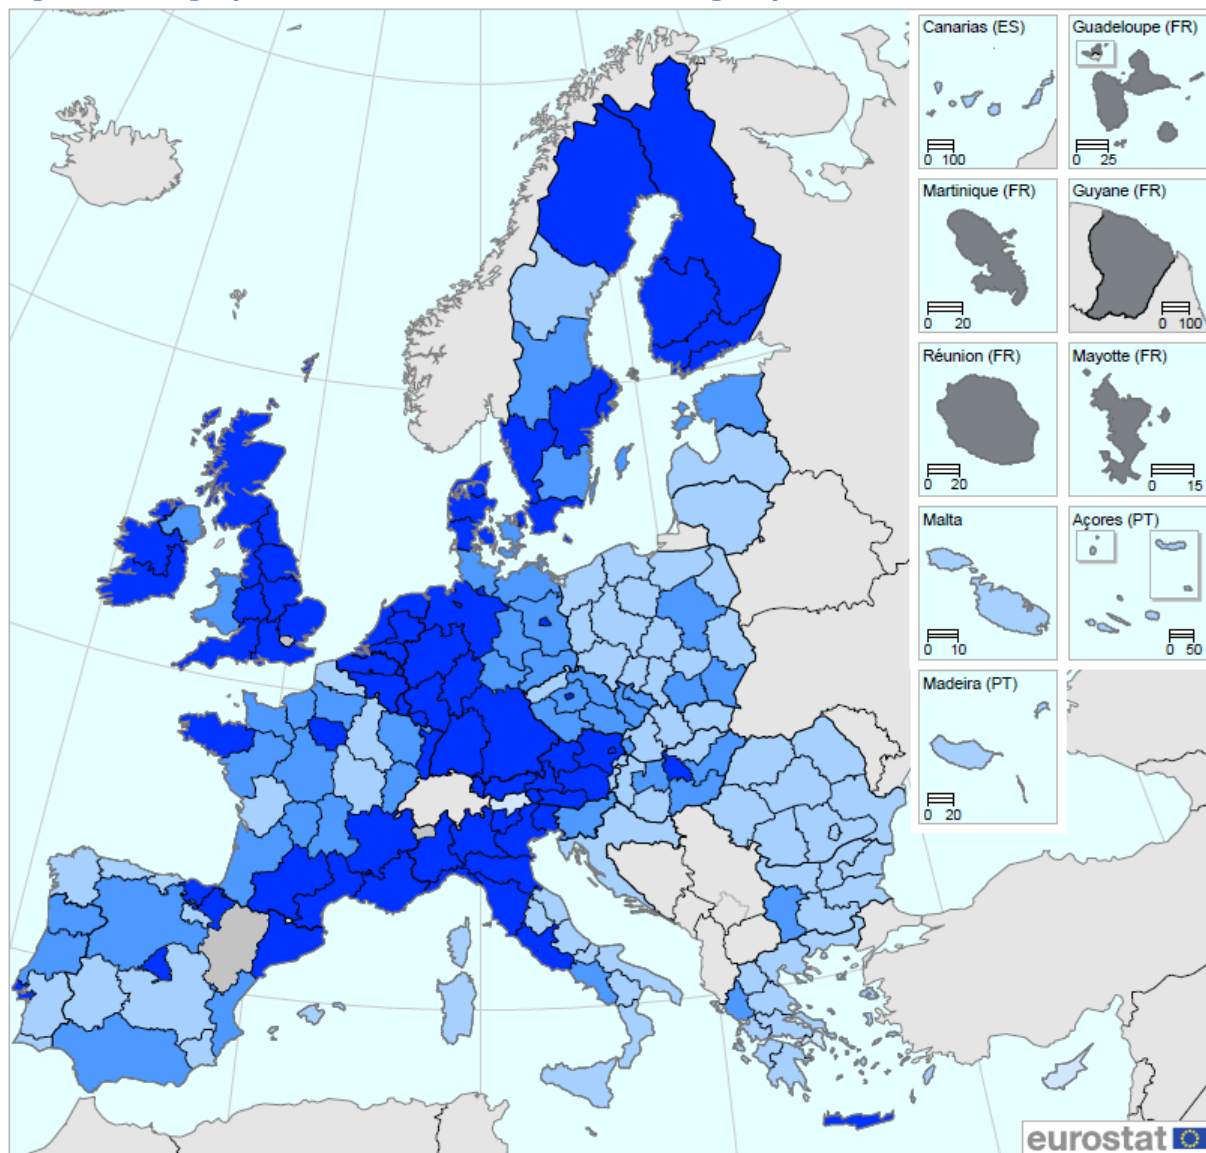 Canarias (ES)
0 100
Guadeloupe (FR)
0 25
Martinique (FR)
0 20
Guyane (FR)
0 100
Réunion (FR)
0 20
Mayotte (FR)
0 15
Malta
0 10
Açores (PT)
0 50
Madeira (PT)
0 20
eurostat